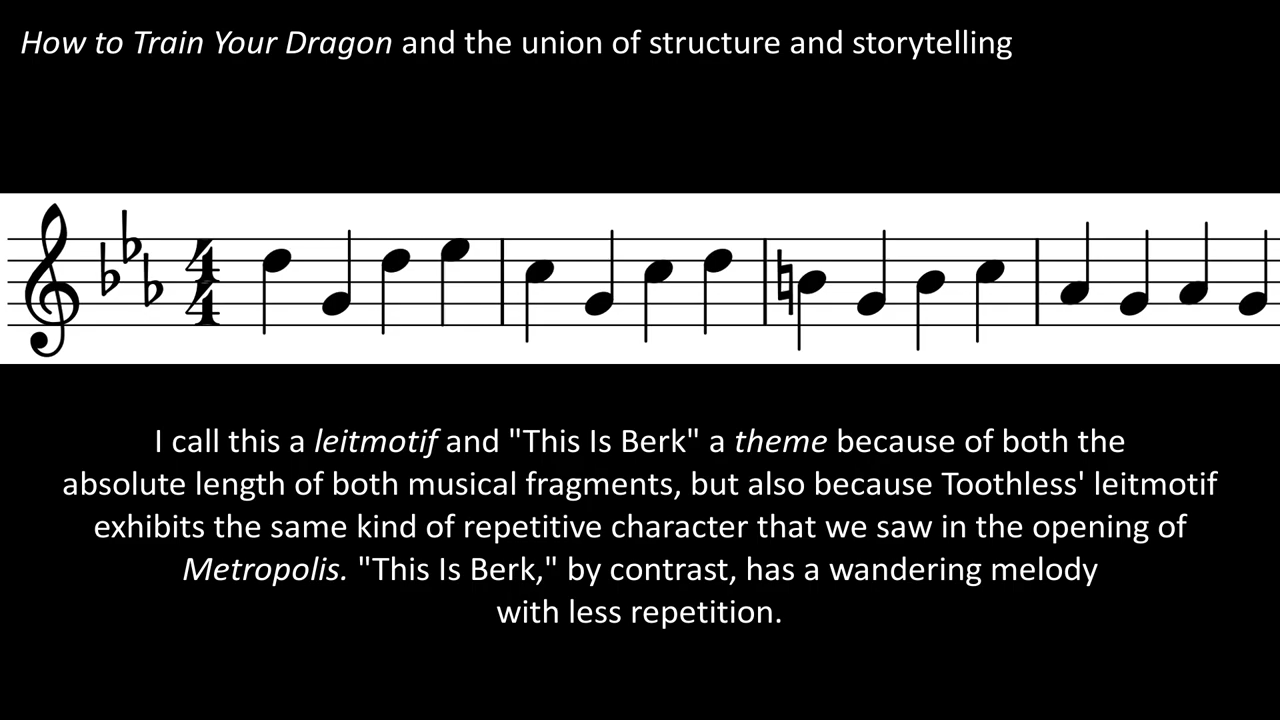 How to Train Your Dragon and the union of structure and storytelling
4
4
I call this a leitmotif and "This Is Berk" a theme because of both the
absolute length of both musical fragments, but also because Toothless' leitmotif
exhibits the same kind of repetitive character that we saw in the opening of
Metropolis. "This Is Berk," by contrast, has a wandering melody
with less repetition.